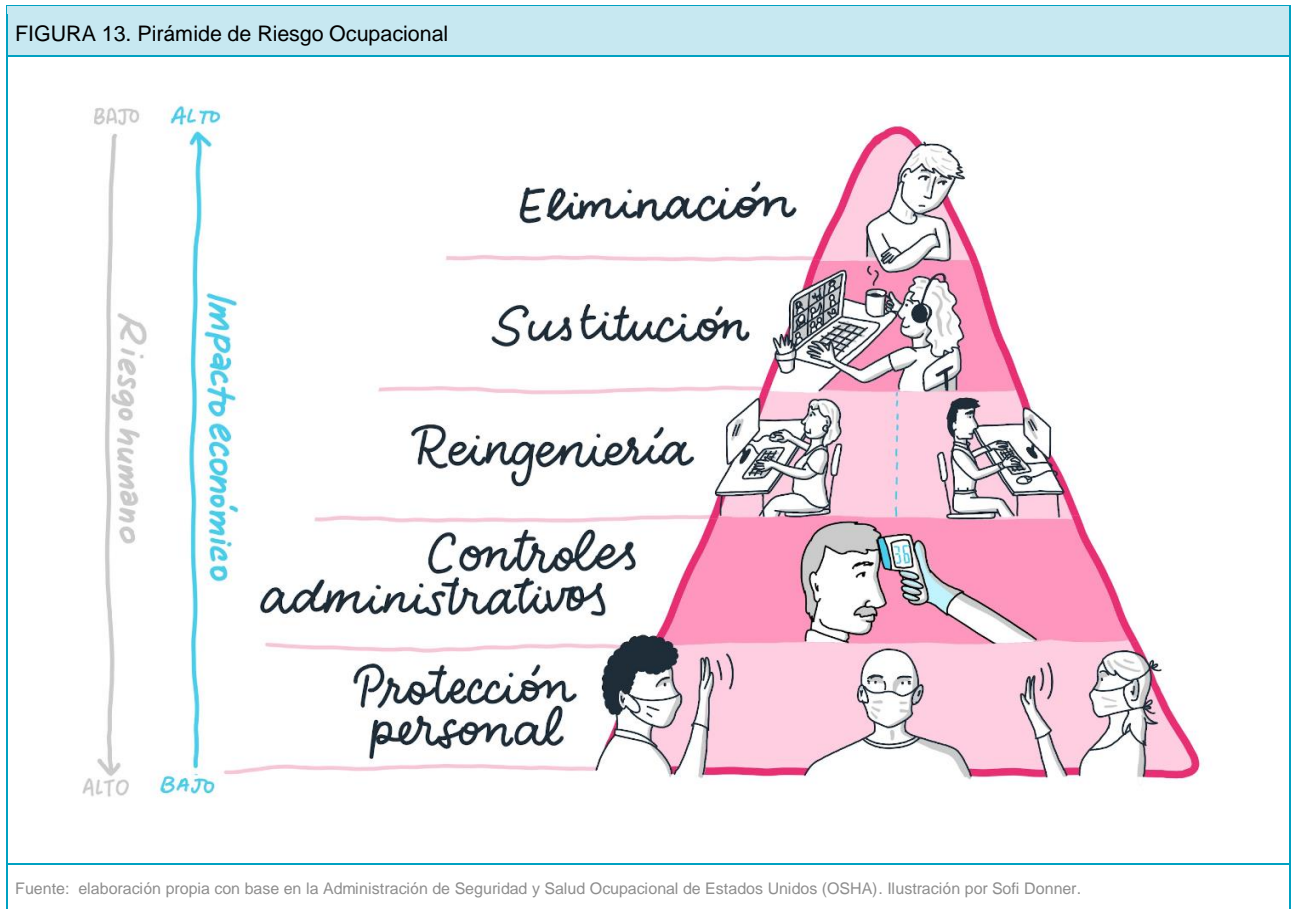 FIGURA 13. Pirámide de Riesgo Ocupacional
BAJO
ALTO
Riesgo humano
Impacto económico
ALTO
BAJO
Eliminación
Sustitución
Reingeniería
Controles
administrativos
36
Protección
personal
Fuente: elaboración propia con base en la Administración de Seguridad y Salud Ocupacional de Estados Unidos (OSHA). Ilustración por Sofi Donner.